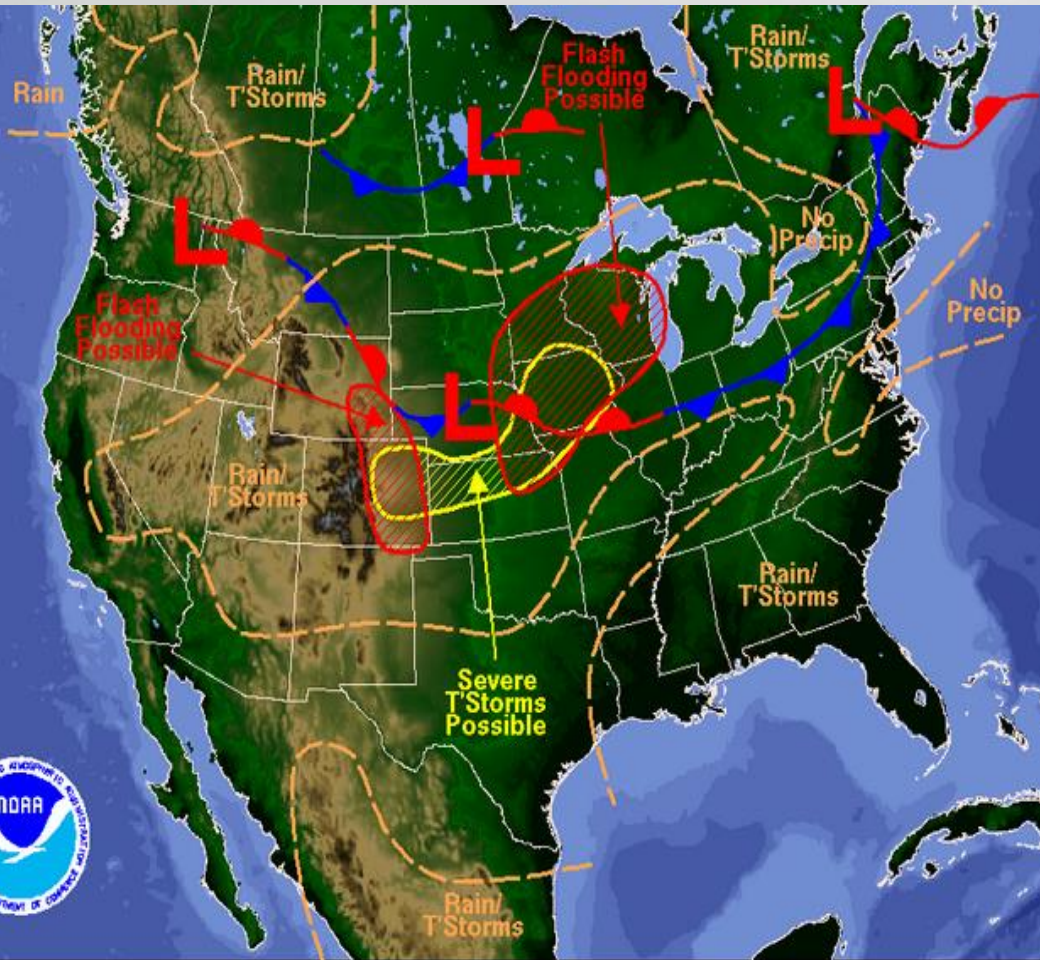 Rain/
T'Storms
Flash
Flooding
Possible
Rain/
T'Storms
Rain
L
L
L
No
Precip
No
Precip
Flash
Flooding
Possible
L
Rain/
T'Storms
Rain/
T'Storms
Severe
T'Storms
Possible
NOAA
Rain/
T'Storms